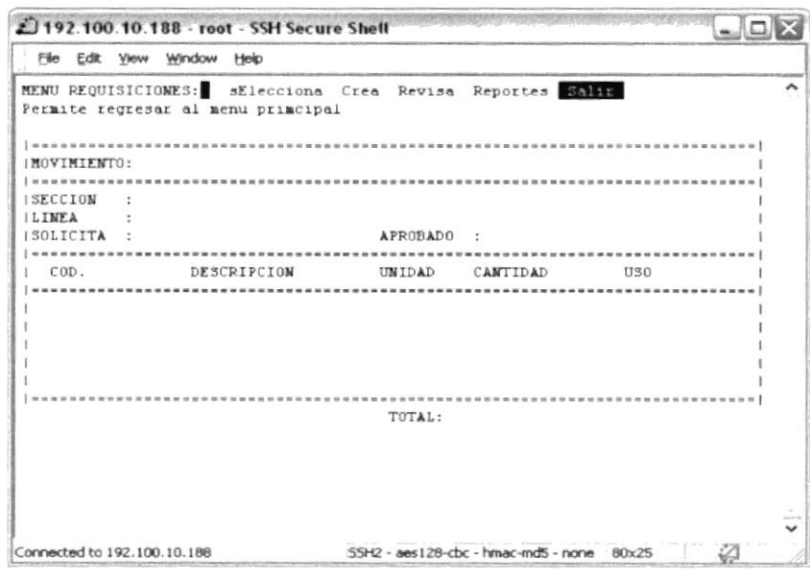 192.100.10.188 - root - SSH Secure Shell
File Edit View Window Help
MENU REQUISICIONES: sElecciona Crea Revisa Reportes Salir
Permite regresar al menu principal
MOVIMIENTO:
SECCION :
LINEA :
SOLICITA : APROBADO :
COD. DESCRIPCION UNIDAD CANTIDAD USO
TOTAL:
Connected to 192.100.10.188 SSH2 - aes128-cbc - hmac-md5 - none 80x25